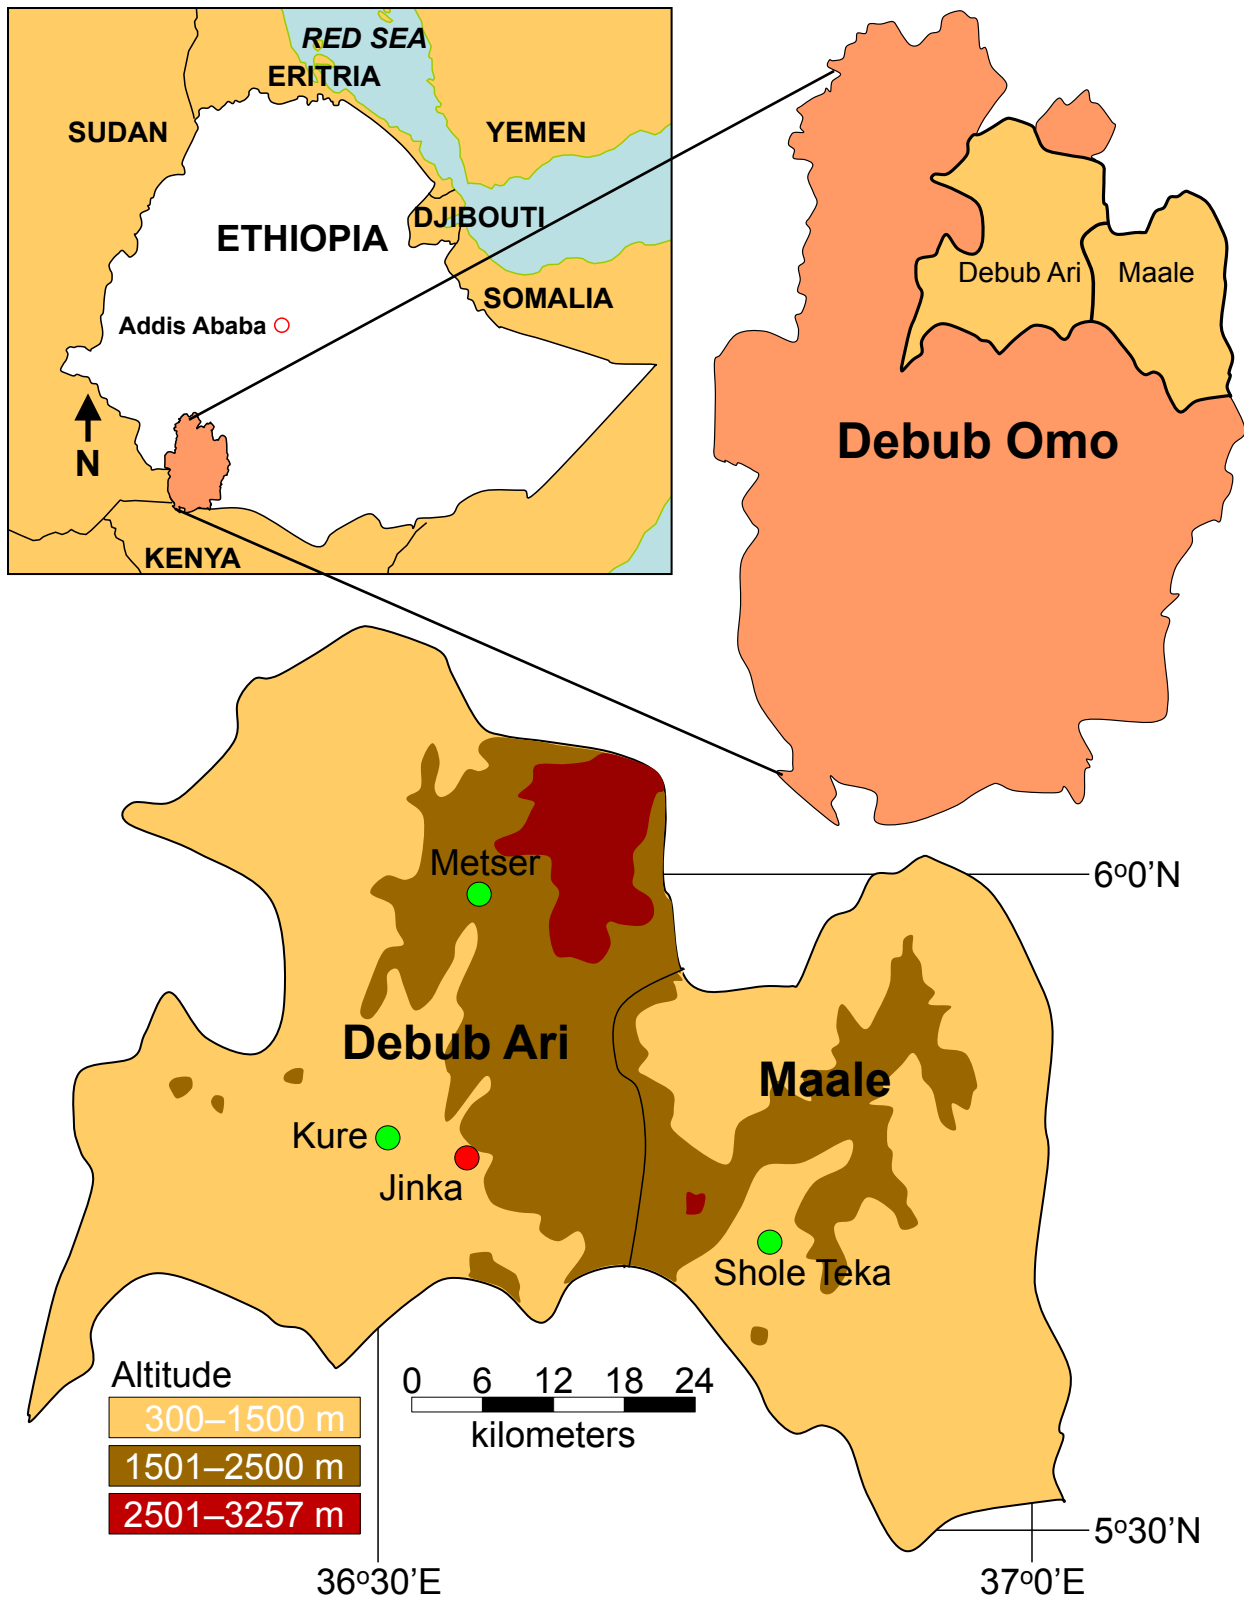 RED SEA
ERITRIA
SUDAN
YEMEN
DJIBOUTI
ETHIOPIA
SOMALIA
Addis Ababa
N
KENYA
Debub Ari
Maale
Debub Omo
Metser
6º0’N
Debub Ari
Maale
Kure
Jinka
Shole Teka
Altitude
300–1500 m
1501–2500 m
2501–3257 m
0 6 12 18 24
kilometers
5º30’N
36º30’E
37º0’E